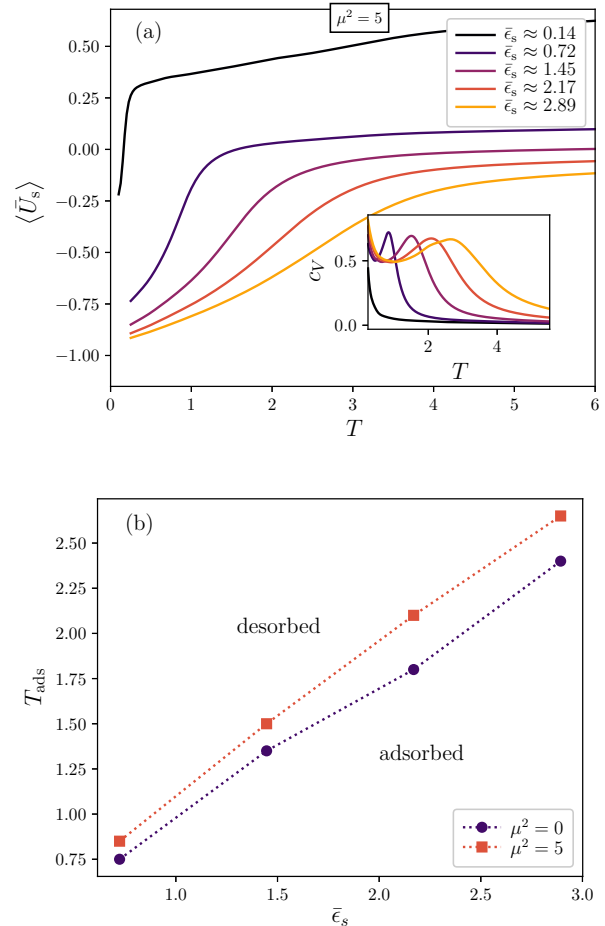 (a)
μ² = 5
ϵ̄ₛ ≈ 0.14
ϵ̄ₛ ≈ 0.72
ϵ̄ₛ ≈ 1.45
ϵ̄ₛ ≈ 2.17
ϵ̄ₛ ≈ 2.89
0.50
0.25
0.00
−0.25
−0.50
−0.75
−1.00
⟨Ūₛ⟩
0 1 2 3 4 5 6
T
0.5
0.0
c_V
2 4
T
(b)
2.50
2.25
2.00
1.75
1.50
1.25
1.00
0.75
T_ads
desorbed
adsorbed
μ² = 0
μ² = 5
1.0 1.5 2.0 2.5 3.0
ϵ̄ₛ